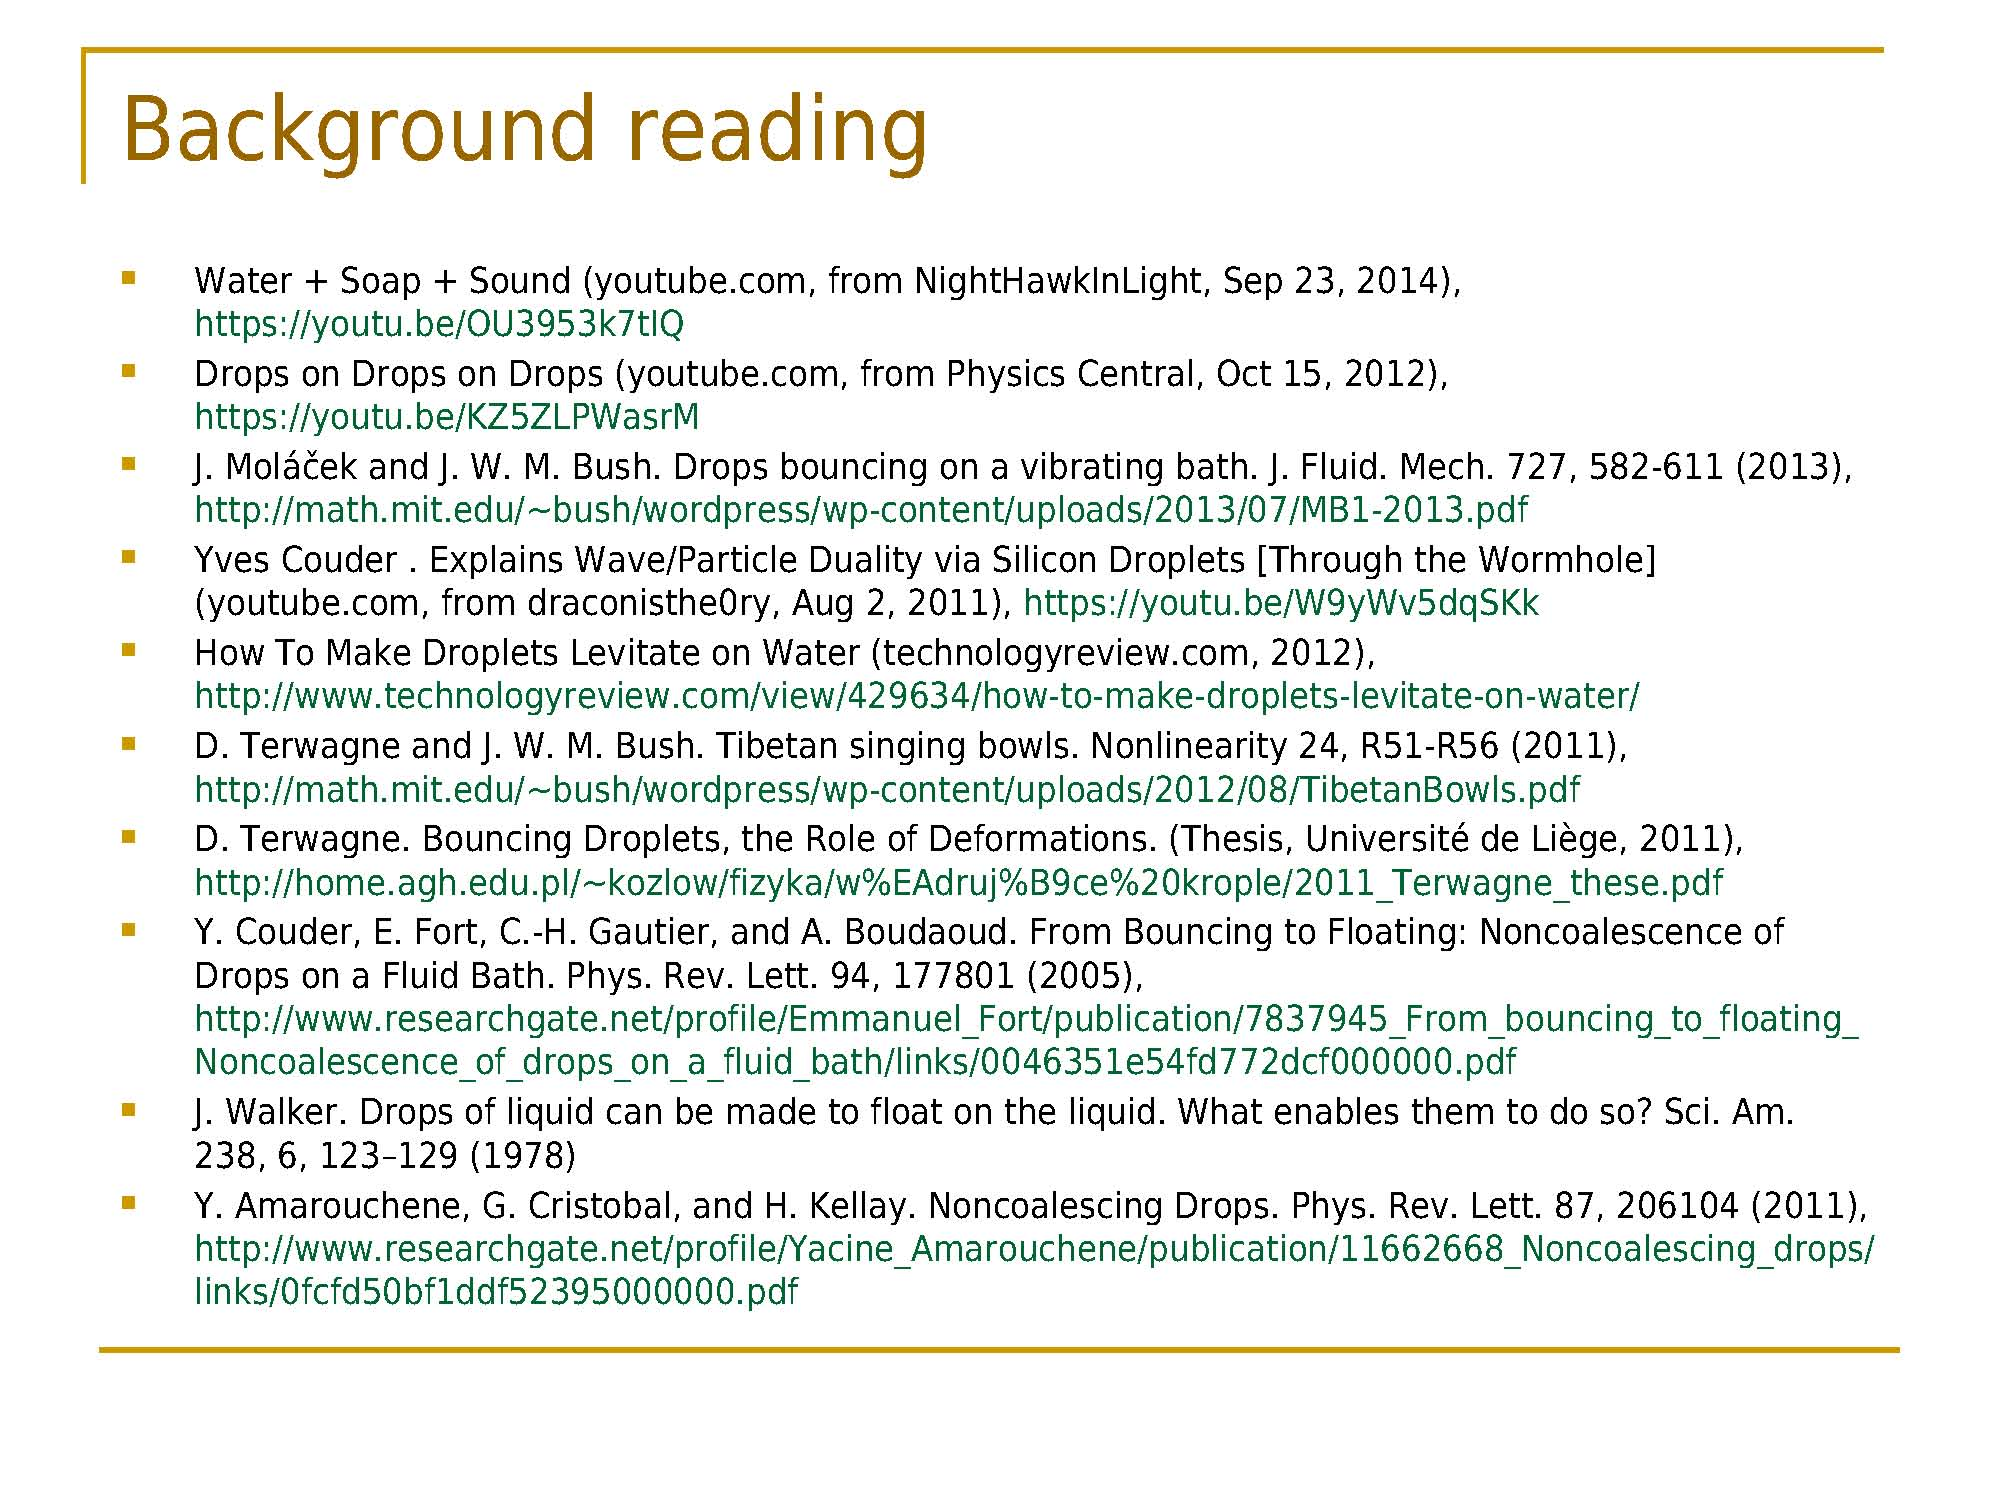 Background reading
Water + Soap + Sound (youtube.com, from NightHawkInLight, Sep 23, 2014),
https://youtu.be/OU3953k7tIQ
Drops on Drops on Drops (youtube.com, from Physics Central, Oct 15, 2012),
https://youtu.be/KZ5ZLPWasrM
J. Moláček and J. W. M. Bush. Drops bouncing on a vibrating bath. J. Fluid. Mech. 727, 582-611 (2013),
http://math.mit.edu/~bush/wordpress/wp-content/uploads/2013/07/MB1-2013.pdf
Yves Couder . Explains Wave/Particle Duality via Silicon Droplets [Through the Wormhole]
(youtube.com, from draconisthe0ry, Aug 2, 2011), https://youtu.be/W9yWv5dqSKk
How To Make Droplets Levitate on Water (technologyreview.com, 2012),
http://www.technologyreview.com/view/429634/how-to-make-droplets-levitate-on-water/
D. Terwagne and J. W. M. Bush. Tibetan singing bowls. Nonlinearity 24, R51-R56 (2011),
http://math.mit.edu/~bush/wordpress/wp-content/uploads/2012/08/TibetanBowls.pdf
D. Terwagne. Bouncing Droplets, the Role of Deformations. (Thesis, Université de Liège, 2011),
http://home.agh.edu.pl/~kozlow/fizyka/w%EAdruj%B9ce%20krople/2011_Terwagne_these.pdf
Y. Couder, E. Fort, C.-H. Gautier, and A. Boudaoud. From Bouncing to Floating: Noncoalescence of
Drops on a Fluid Bath. Phys. Rev. Lett. 94, 177801 (2005),
http://www.researchgate.net/profile/Emmanuel_Fort/publication/7837945_From_bouncing_to_floating_
Noncoalescence_of_drops_on_a_fluid_bath/links/0046351e54fd772dcf000000.pdf
J. Walker. Drops of liquid can be made to float on the liquid. What enables them to do so? Sci. Am.
238, 6, 123–129 (1978)
Y. Amarouchene, G. Cristobal, and H. Kellay. Noncoalescing Drops. Phys. Rev. Lett. 87, 206104 (2011),
http://www.researchgate.net/profile/Yacine_Amarouchene/publication/11662668_Noncoalescing_drops/
links/0fcfd50bf1ddf52395000000.pdf